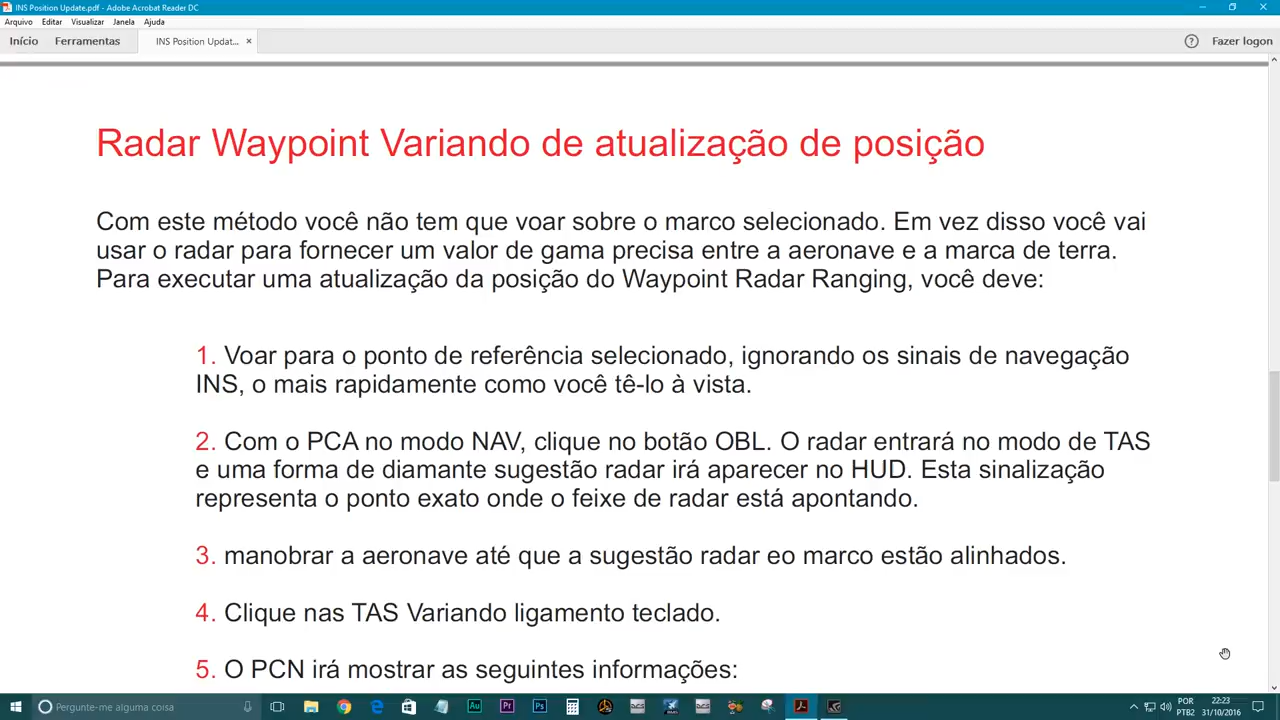 INS Position Update.pdf - Adobe Acrobat Reader DC
Arquivo Editar Visualizar Janela Ajuda
Início Ferramentas INS Position Updat... × ? Fazer logon
Radar Waypoint Variando de atualização de posição
Com este método você não tem que voar sobre o marco selecionado. Em vez disso você vai
usar o radar para fornecer um valor de gama precisa entre a aeronave e a marca de terra.
Para executar uma atualização da posição do Waypoint Radar Ranging, você deve:
1. Voar para o ponto de referência selecionado, ignorando os sinais de navegação
INS, o mais rapidamente como você tê-lo à vista.
2. Com o PCA no modo NAV, clique no botão OBL. O radar entrará no modo de TAS
e uma forma de diamante sugestão radar irá aparecer no HUD. Esta sinalização
representa o ponto exato onde o feixe de radar está apontando.
3. manobrar a aeronave até que a sugestão radar eo marco estão alinhados.
4. Clique nas TAS Variando ligamento teclado.
5. O PCN irá mostrar as seguintes informações:
Pergunte-me alguma coisa
Au Pr Ps
POR 22:23
PTB2 31/10/2016